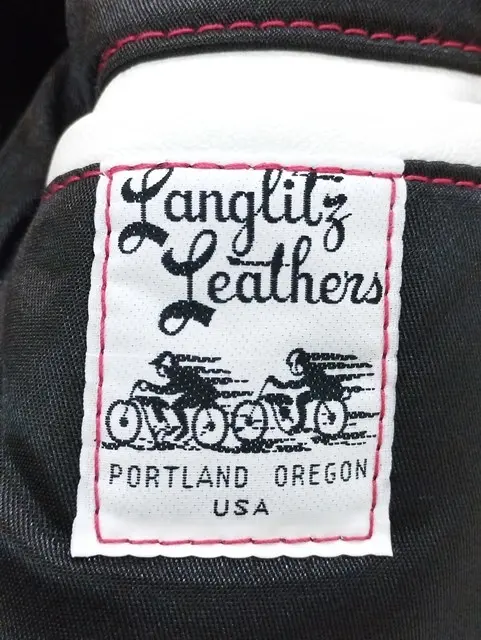 Langlitz
Leathers
PORTLAND OREGON
USA